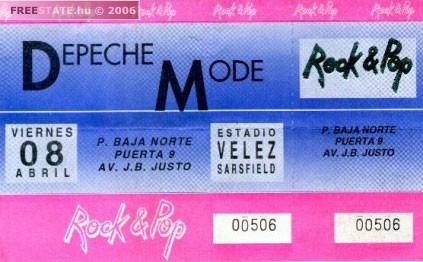 FREESTATE.hu © 2006
Rock & Pop
DEPECHE MODE
Rock & Pop
VIERNES
08
ABRIL
P. BAJA NORTE
PUERTA 9
AV. J.B. JUSTO
ESTADIO
VELEZ
SARSFIELD
P. BAJA NORTE
PUERTA 9
AV. J.B. JUSTO
Rock & Pop
00506
00506